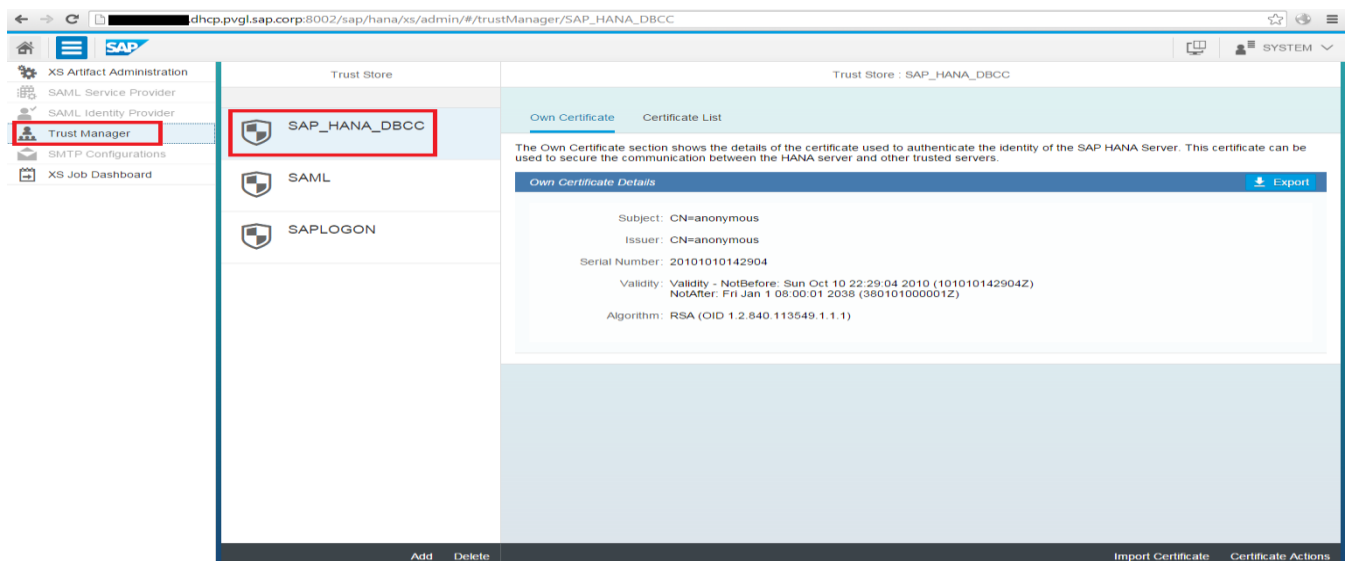 .dhcp.pvgl.sap.corp:8002/sap/hana/xs/admin/#/trustManager/SAP_HANA_DBCC
SAP
SYSTEM
XS Artifact Administration
SAML Service Provider
SAML Identity Provider
Trust Manager
SMTP Configurations
XS Job Dashboard
Trust Store
SAP_HANA_DBCC
SAML
SAPLOGON
Add Delete
Trust Store : SAP_HANA_DBCC
Own Certificate Certificate List
The Own Certificate section shows the details of the certificate used to authenticate the identity of the SAP HANA Server. This certificate can be
used to secure the communication between the HANA server and other trusted servers.
Own Certificate Details Export
Subject: CN=anonymous
Issuer: CN=anonymous
Serial Number: 20101010142904
Validity: Validity - NotBefore: Sun Oct 10 22:29:04 2010 (101010142904Z)
NotAfter: Fri Jan 1 08:00:01 2038 (380101000001Z)
Algorithm: RSA (OID 1.2.840.113549.1.1.1)
Import Certificate Certificate Actions